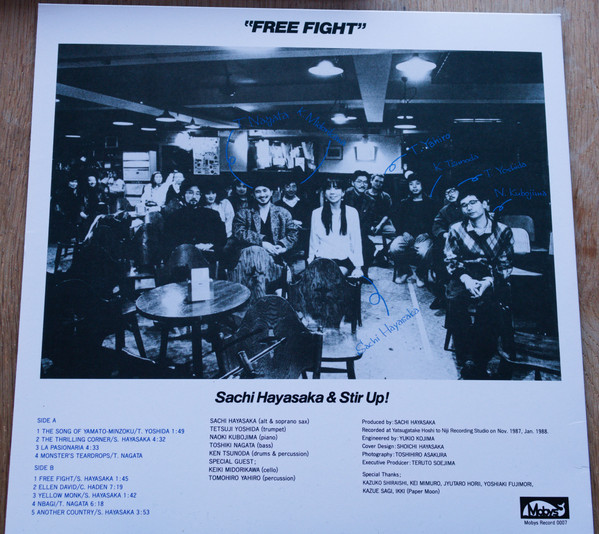 "FREE FIGHT"
T. Nagata
T. Yahiro
T. Yoshida
N. Kubojima
Sachi Hayasaka
Sachi Hayasaka & Stir Up!
SIDE A
1 THE SONG OF YAMATO-MINZOKU/T. YOSHIDA 1:49
2 THE THRILLING CORNER/S. HAYASAKA 4:32
3 LA PASIONARIA 4:33
4 MONSTER'S TEARDROPS/T. NAGATA
SIDE B
1 FREE FIGHT/S. HAYASAKA 1:45
2 ELLEN DAVID/C. HADEN 7:19
3 YELLOW MONK/S. HAYASAKA 1:42
4 NBAGI/T. NAGATA 6:18
5 ANOTHER COUNTRY/S. HAYASAKA 3:53
SACHI HAYASAKA (alt & soprano sax)
TETSUJI YOSHIDA (trumpet)
NAOKI KUBOJIMA (piano)
TOSHIKI NAGATA (bass)
KEN TSUNODA (drums & percussion)
SPECIAL GUEST;
KEIKI MIDORIKAWA (cello)
TOMOHIRO YAHIRO (percussion)
Produced by: SACHI HAYASAKA
Recorded at Yatsugatake Hoshi to Niji Recording Studio on Nov. 1987, Jan. 1988.
Engineered by: YUKIO KOJIMA
Cover Design: SHOICHI HAYASAKA
Photography: TOSHIHIRO ASAKURA
Executive Producer: TERUTO SOEJIMA
Special Thanks;
KAZUKO SHIRAISHI, KEI MIMURO, JYUTARO HORII, YOSHIAKI FUJIMORI,
KAZUE SAGI, IKKI (Paper Moon)
Mobys
Mobys Record 0027